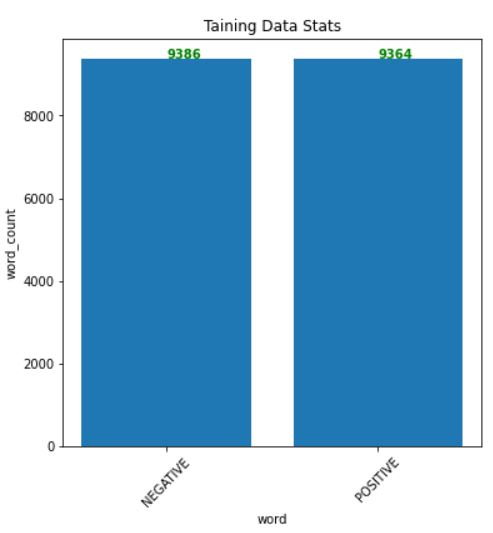 Taining Data Stats
9386
9364
word_count
8000
6000
4000
2000
0
NEGATIVE
POSITIVE
word